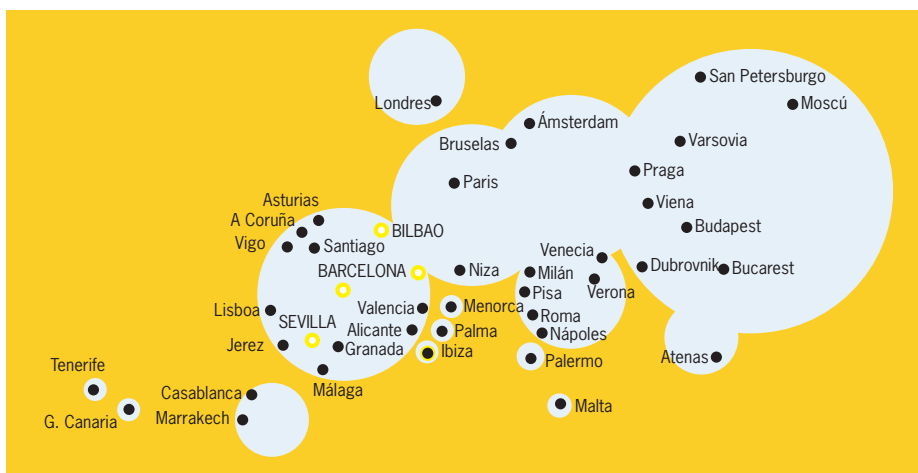 San Petersburgo
Londres
Moscú
Ámsterdam
Bruselas
Varsovia
Praga
Paris
Asturias
Viena
A Coruña
BILBAO
Budapest
Vigo
Santiago
Venecia
BARCELONA
Niza
Milán
Dubrovnik
Bucarest
Pisa
Verona
Lisboa
Valencia
Menorca
SEVILLA
Roma
Alicante
Palma
Nápoles
Jerez
Granada
Ibiza
Palermo
Atenas
Tenerife
Málaga
Casablanca
Malta
G. Canaria
Marrakech